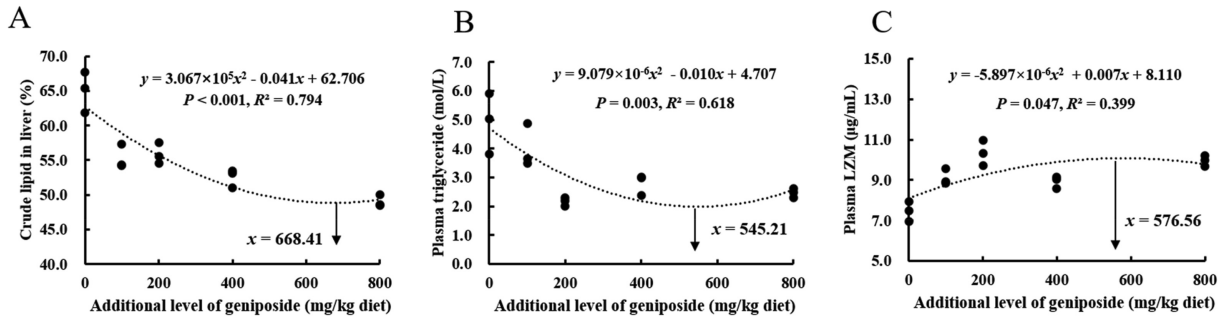 A
y = 3.067×10⁵x² - 0.041x + 62.706
P < 0.001, R² = 0.794
Crude lipid in liver (%)
70.0
65.0
60.0
55.0
50.0
45.0
40.0
x = 668.41
0 200 400 600 800
Additional level of geniposide (mg/kg diet)
B
y = 9.079×10⁻⁶x² - 0.010x + 4.707
P = 0.003, R² = 0.618
Plasma triglyceride (mol/L)
7.0
6.0
5.0
4.0
3.0
2.0
1.0
0.0
x = 545.21
0 200 400 600 800
Additional level of geniposide (mg/kg diet)
C
y = -5.897×10⁻⁶x² + 0.007x + 8.110
P = 0.047, R² = 0.399
Plasma LZM (μg/mL)
15.0
13.0
11.0
9.0
7.0
5.0
x = 576.56
0 200 400 600 800
Additional level of geniposide (mg/kg diet)